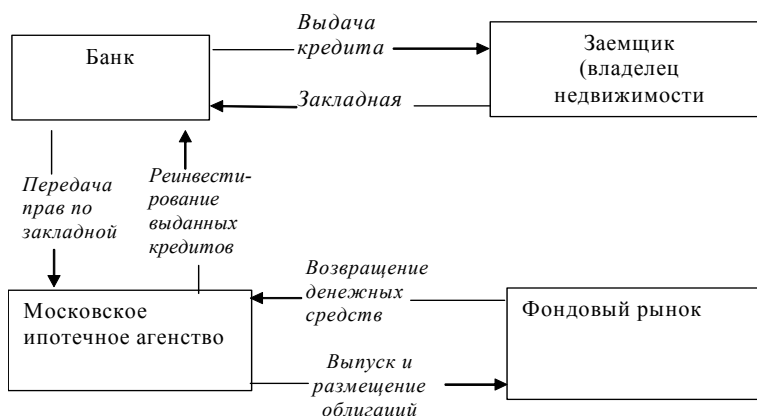 Выдача
кредита
Банк
Заемщик
(владелец
недвижимости
Закладная
Передача
прав по
закладной
Реинвести-
рование
выданных
кредитов
Московское
ипотечное агенство
Возвращение
денежных
средств
Фондовый рынок
Выпуск и
размещение
облигаций